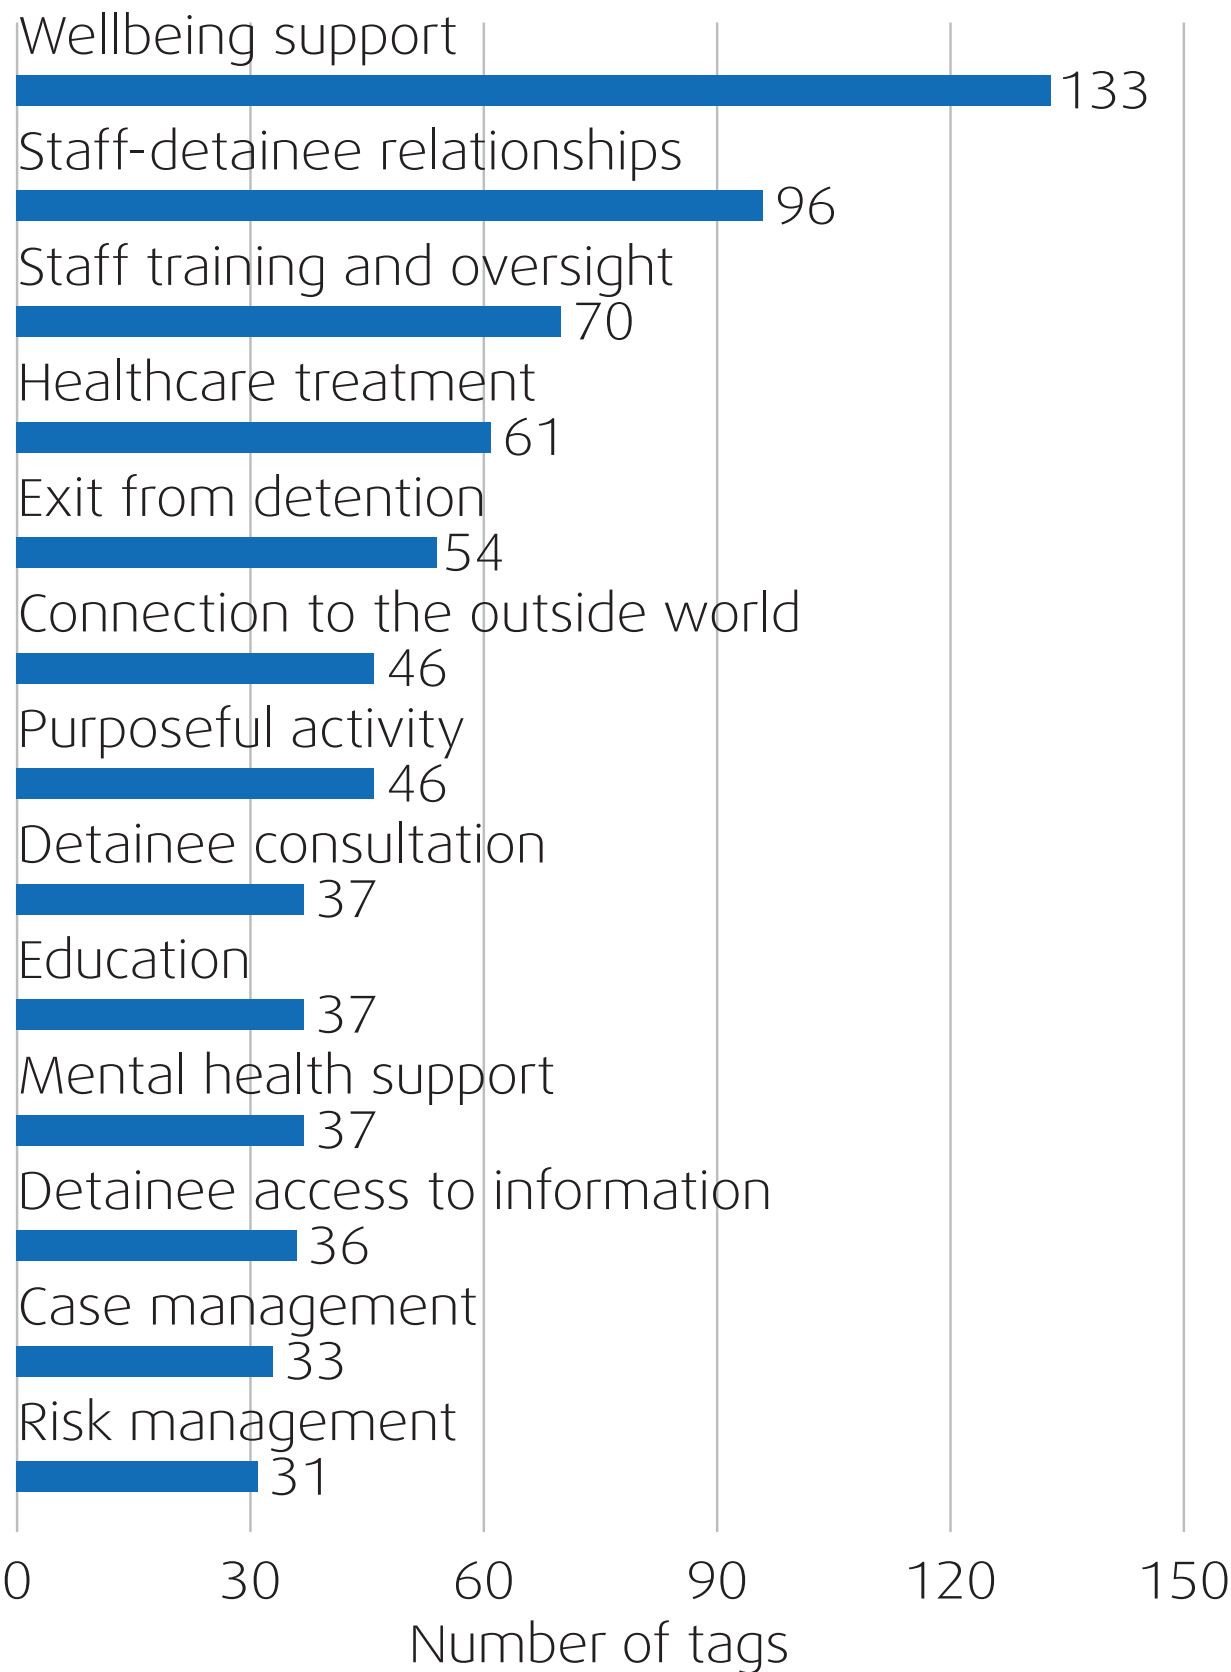 Wellbeing support
133
Staff-detainee relationships
96
Staff training and oversight
70
Healthcare treatment
61
Exit from detention
54
Connection to the outside world
46
Purposeful activity
46
Detainee consultation
37
Education
37
Mental health support
37
Detainee access to information
36
Case management
33
Risk management
31
0 30 60 90 120 150
Number of tags